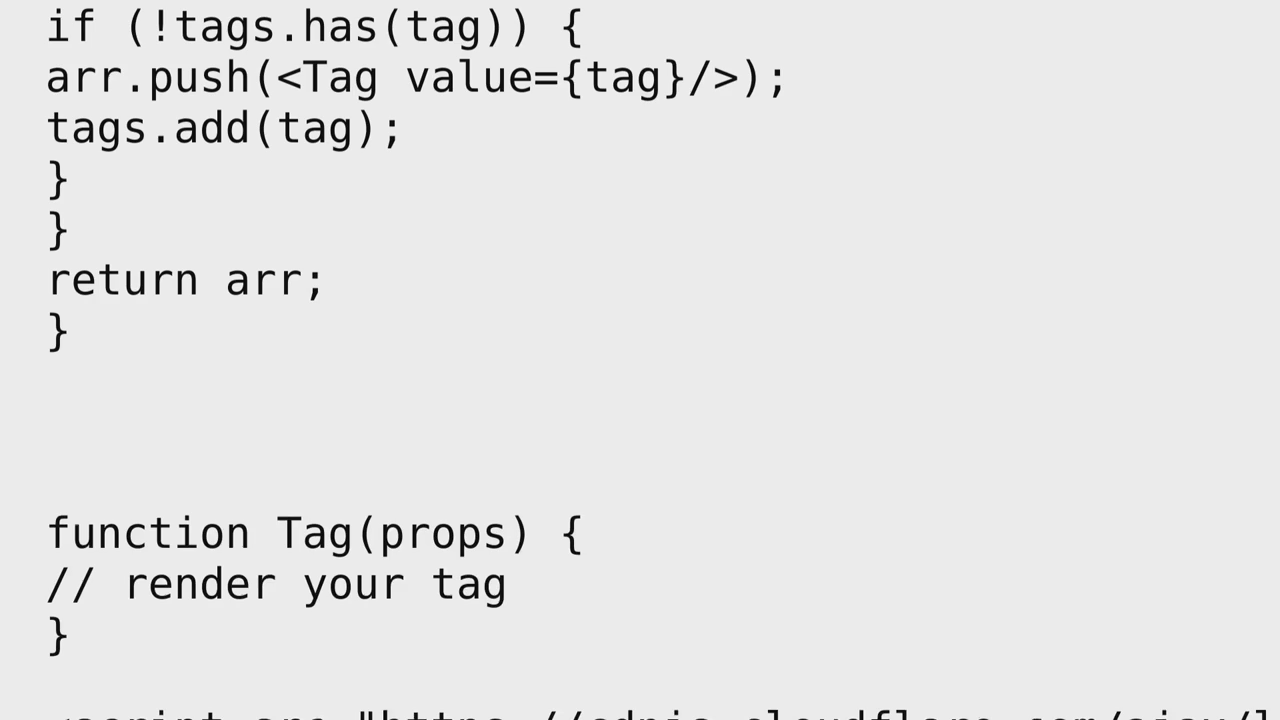 if (!tags.has(tag)) {
arr.push(<Tag value={tag}/>);
tags.add(tag);
}
}
return arr;
}
function Tag(props) {
// render your tag
}